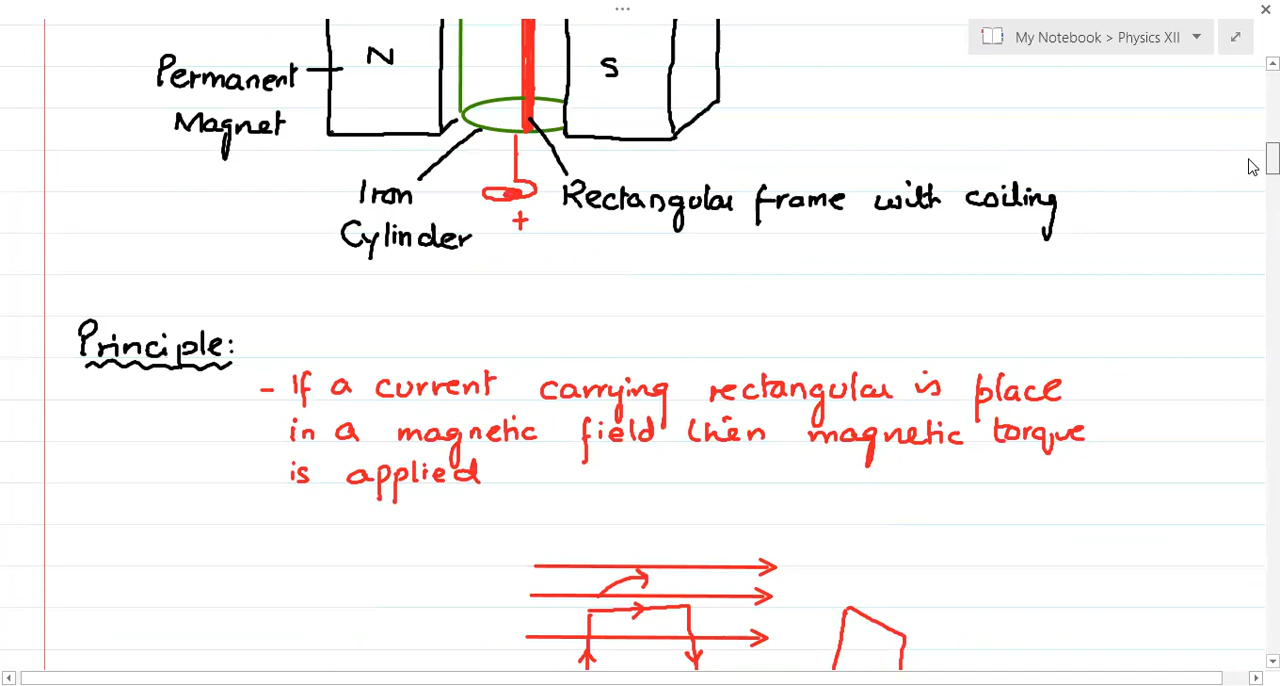 ...
My Notebook > Physics XII
N
S
Permanent
Magnet
Iron
Cylinder
+
Rectangular frame with coiling
Principle:
- If a current carrying rectangular is place
in a magnetic field then magnetic torque
is applied